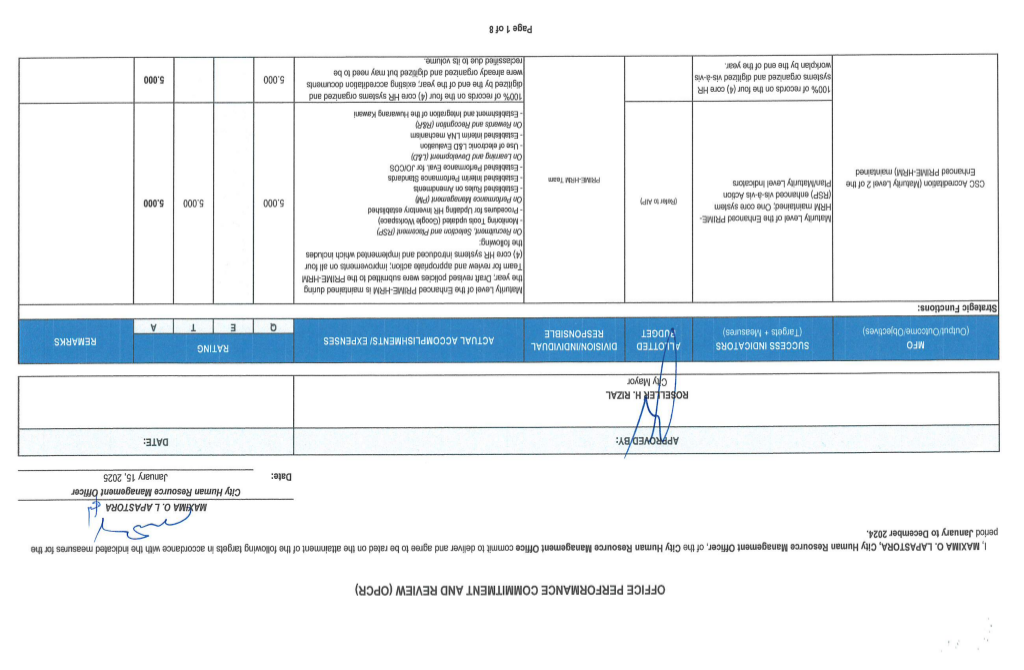 OFFICE PERFORMANCE COMMITMENT AND REVIEW (OPCR)
I, MAXIMA O. LAPASTORA, City Human Resource Management Officer, of the City Human Resource Management Office commit to deliver and agree to be rated on the attainment of the following targets in accordance with the indicated measures for the
period January to December 2024.
MAXIMA O. LAPASTORA
City Human Resource Management Officer
Date: January 15, 2025
APPROVED BY:
DATE:
ROSELLER H. RIZAL
City Mayor
MFO
(Output/Outcome/Objectives)
SUCCESS INDICATORS
(Targets + Measures)
ALLOTTED
BUDGET
DIVISION/INDIVIDUAL
RESPONSIBLE
ACTUAL ACCOMPLISHMENTS/ EXPENSES
RATING
Q E T A
REMARKS
Strategic Functions:
CSC Accreditation (Maturity Level 2 of the
Enhanced PRIME-HRM) maintained
Maturity Level of the Enhanced PRIME-
HRM maintained; One core system
(RSP) enhanced vis-à-vis Action
Plan/Maturity Level Indicators
(Refer to AIP)
PRIME-HRM Team
Maturity Level of the Enhanced PRIME-HRM is maintained during
the year; Draft revised policies were submitted to the PRIME-HRM
Team for review and appropriate action; improvements on all four
(4) core HR systems introduced and implemented which includes
the following:
On Recruitment, Selection and Placement (RSP)
- Monitoring Tools updated (Google Workspace)
- Procedures for Updating HR Inventory established
On Performance Management (PM)
- Established Rules on Amendments
- Established Interim Performance Standards
- Established Performance Eval. for JO/COS
On Learning and Development (L&D)
- Use of electronic L&D Evaluation
- Established interim LNA mechanism
On Rewards and Recognition (R&R)
- Establishment and Integration of the Huwarang Kawani
5.000 5.000 5.000
100% of records on the four (4) core HR
systems organized and digitized vis-à-vis
workplan by the end of the year.
100% of records on the four (4) core HR systems organized and
digitized by the end of the year; existing accreditation documents
were already organized and digitized but may need to be
reclassified due to its volume.
5.000 5.000
Page 1 of 8